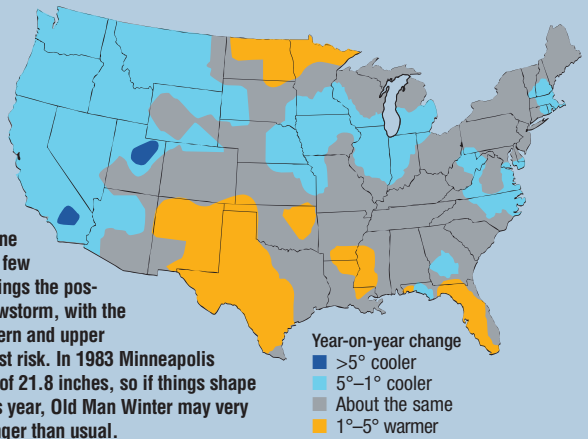 ne
few
ings the pos-
wstorm, with the
ern and upper
st risk. In 1983 Minneapolis
of 21.8 inches, so if things shape
s year, Old Man Winter may very
nger than usual.
Year-on-year change
>5° cooler
5°–1° cooler
About the same
1°–5° warmer